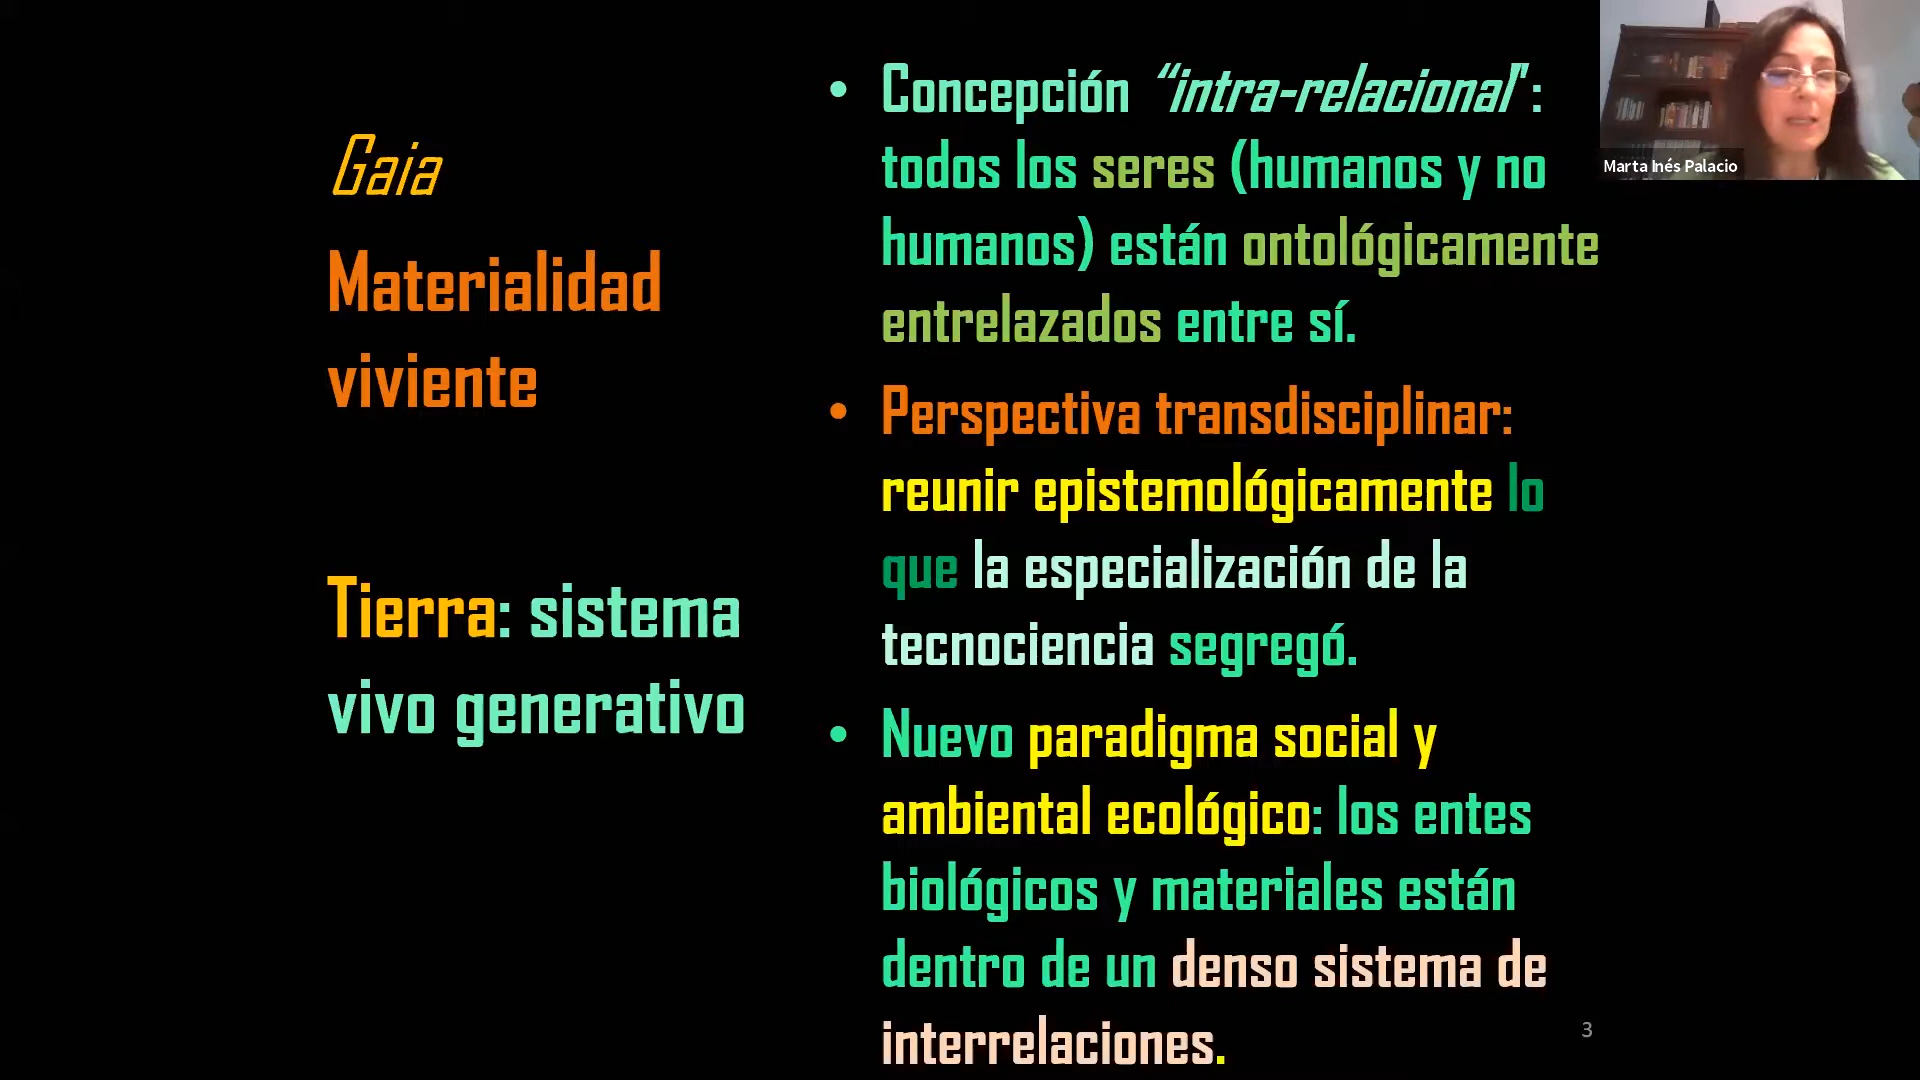 Gaia
Materialidad
viviente
Tierra: sistema
vivo generativo
• Concepción “intra-relacional”:
todos los seres (humanos y no
humanos) están ontológicamente
entrelazados entre sí.
• Perspectiva transdisciplinar:
reunir epistemológicamente lo
que la especialización de la
tecnociencia segregó.
• Nuevo paradigma social y
ambiental ecológico: los entes
biológicos y materiales están
dentro de un denso sistema de
interrelaciones.
3
Marta Inés Palacio